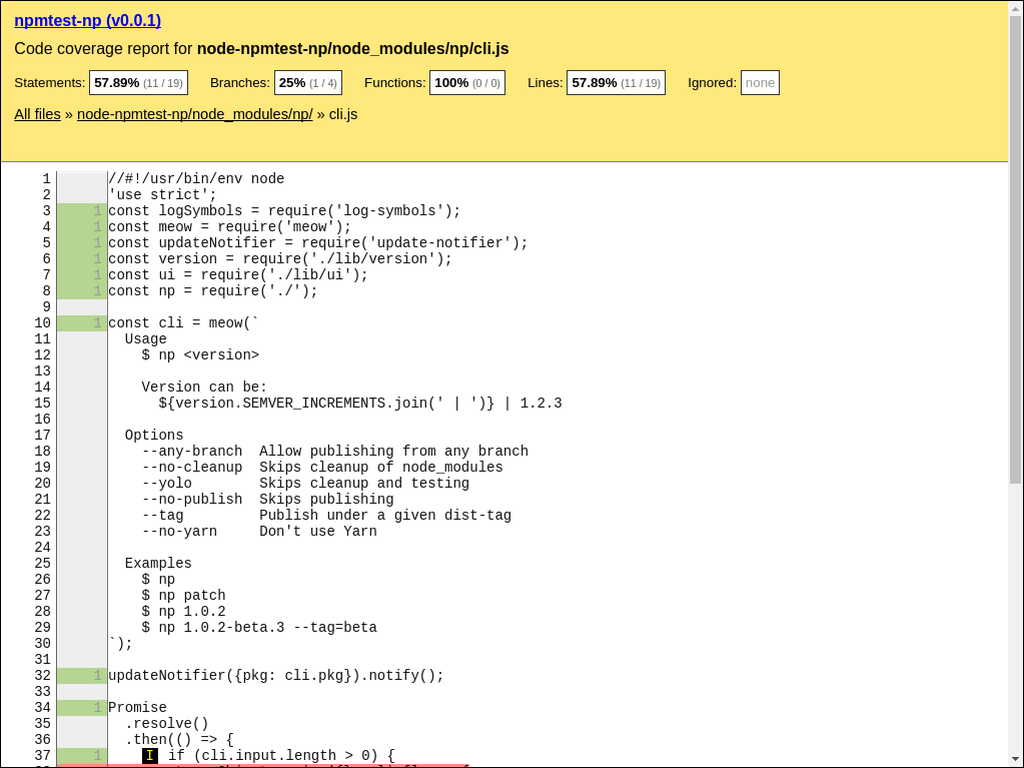 npmtest-np (v0.0.1)
Code coverage report for node-npmtest-np/node_modules/np/cli.js
Statements: 57.89% (11 / 19) Branches: 25% (1 / 4) Functions: 100% (0 / 0) Lines: 57.89% (11 / 19) Ignored: none
All files » node-npmtest-np/node_modules/np/ » cli.js
1 //#!/usr/bin/env node
2 'use strict';
3 1 const logSymbols = require('log-symbols');
4 1 const meow = require('meow');
5 1 const updateNotifier = require('update-notifier');
6 1 const version = require('./lib/version');
7 1 const ui = require('./lib/ui');
8 1 const np = require('./');
9
10 1 const cli = meow(`
11   Usage
12     $ np <version>
13
14     Version can be:
15       ${version.SEMVER_INCREMENTS.join(' | ')} | 1.2.3
16
17   Options
18     --any-branch  Allow publishing from any branch
19     --no-cleanup  Skips cleanup of node_modules
20     --yolo        Skips cleanup and testing
21     --no-publish  Skips publishing
22     --tag         Publish under a given dist-tag
23     --no-yarn     Don't use Yarn
24
25   Examples
26     $ np
27     $ np patch
28     $ np 1.0.2
29     $ np 1.0.2-beta.3 --tag=beta
30 `);
31
32 1 updateNotifier({pkg: cli.pkg}).notify();
33
34 1 Promise
35   .resolve()
36   .then(() => {
37 1     I if (cli.input.length > 0) {